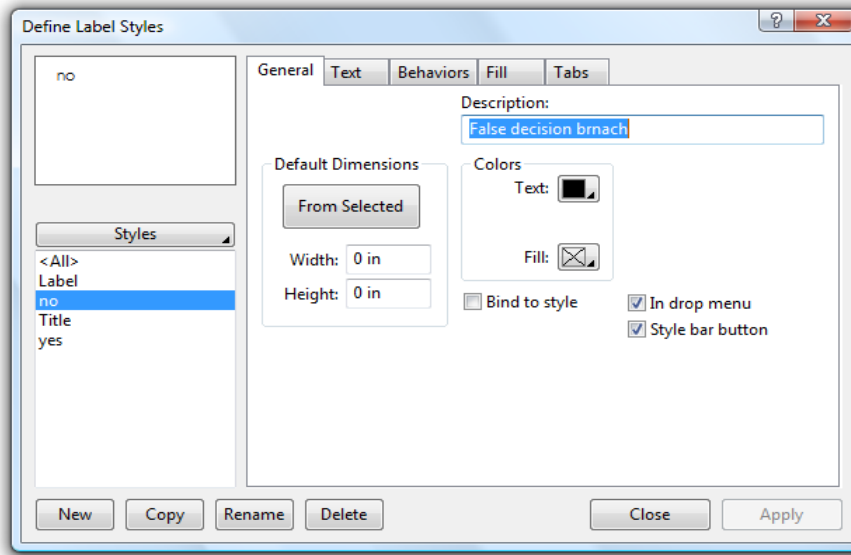 Define Label Styles
?
X
no
General Text Behaviors Fill Tabs
Description:
False decision brnach
Default Dimensions
Colors
From Selected
Text:
Width: 0 in
Fill:
Height: 0 in
Bind to style
In drop menu
Style bar button
Styles
<All>
Label
no
Title
yes
New Copy Rename Delete Close Apply